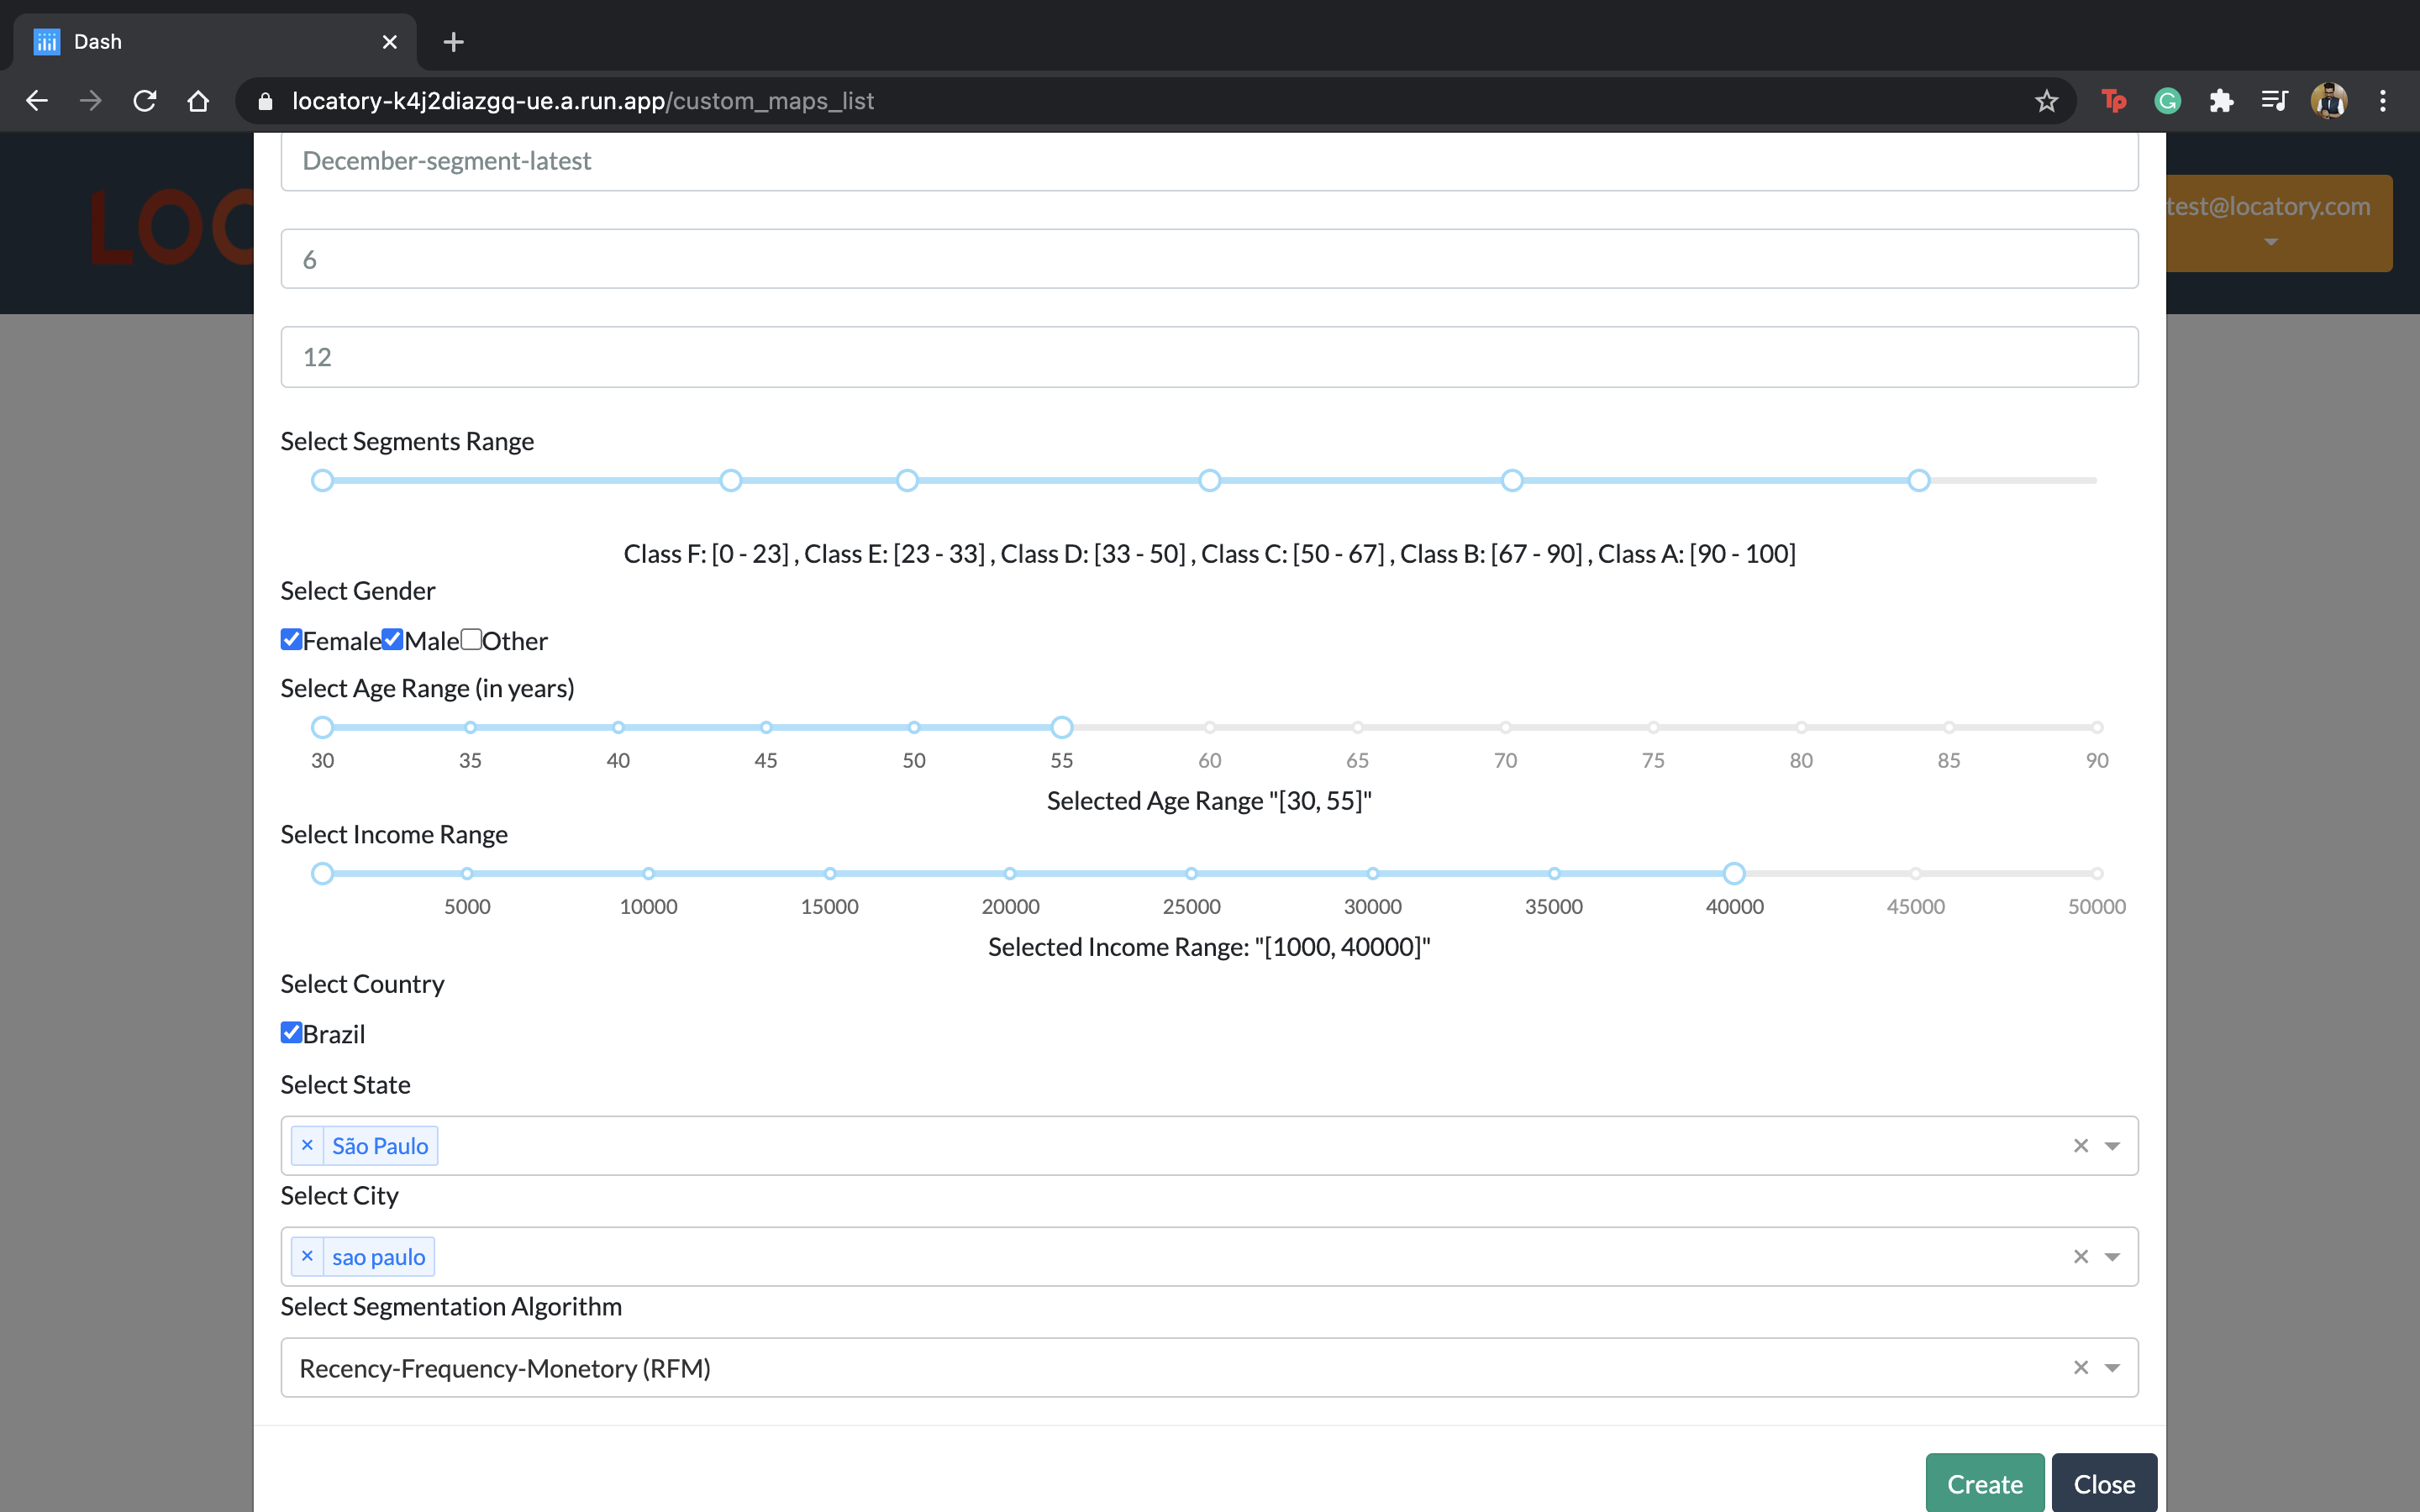 Dash
locatory-k4j2diazgq-ue.a.run.app/custom_maps_list
Tp
LOC
test@locatory.com
December-segment-latest
6
12
Select Segments Range
Class F: [0 - 23] , Class E: [23 - 33] , Class D: [33 - 50] , Class C: [50 - 67] , Class B: [67 - 90] , Class A: [90 - 100]
Select Gender
Female Male Other
Select Age Range (in years)
30 35 40 45 50 55 60 65 70 75 80 85 90
Selected Age Range "[30, 55]"
Select Income Range
5000 10000 15000 20000 25000 30000 35000 40000 45000 50000
Selected Income Range: "[1000, 40000]"
Select Country
Brazil
Select State
× São Paulo
Select City
× sao paulo
Select Segmentation Algorithm
Recency-Frequency-Monetory (RFM)
Create Close